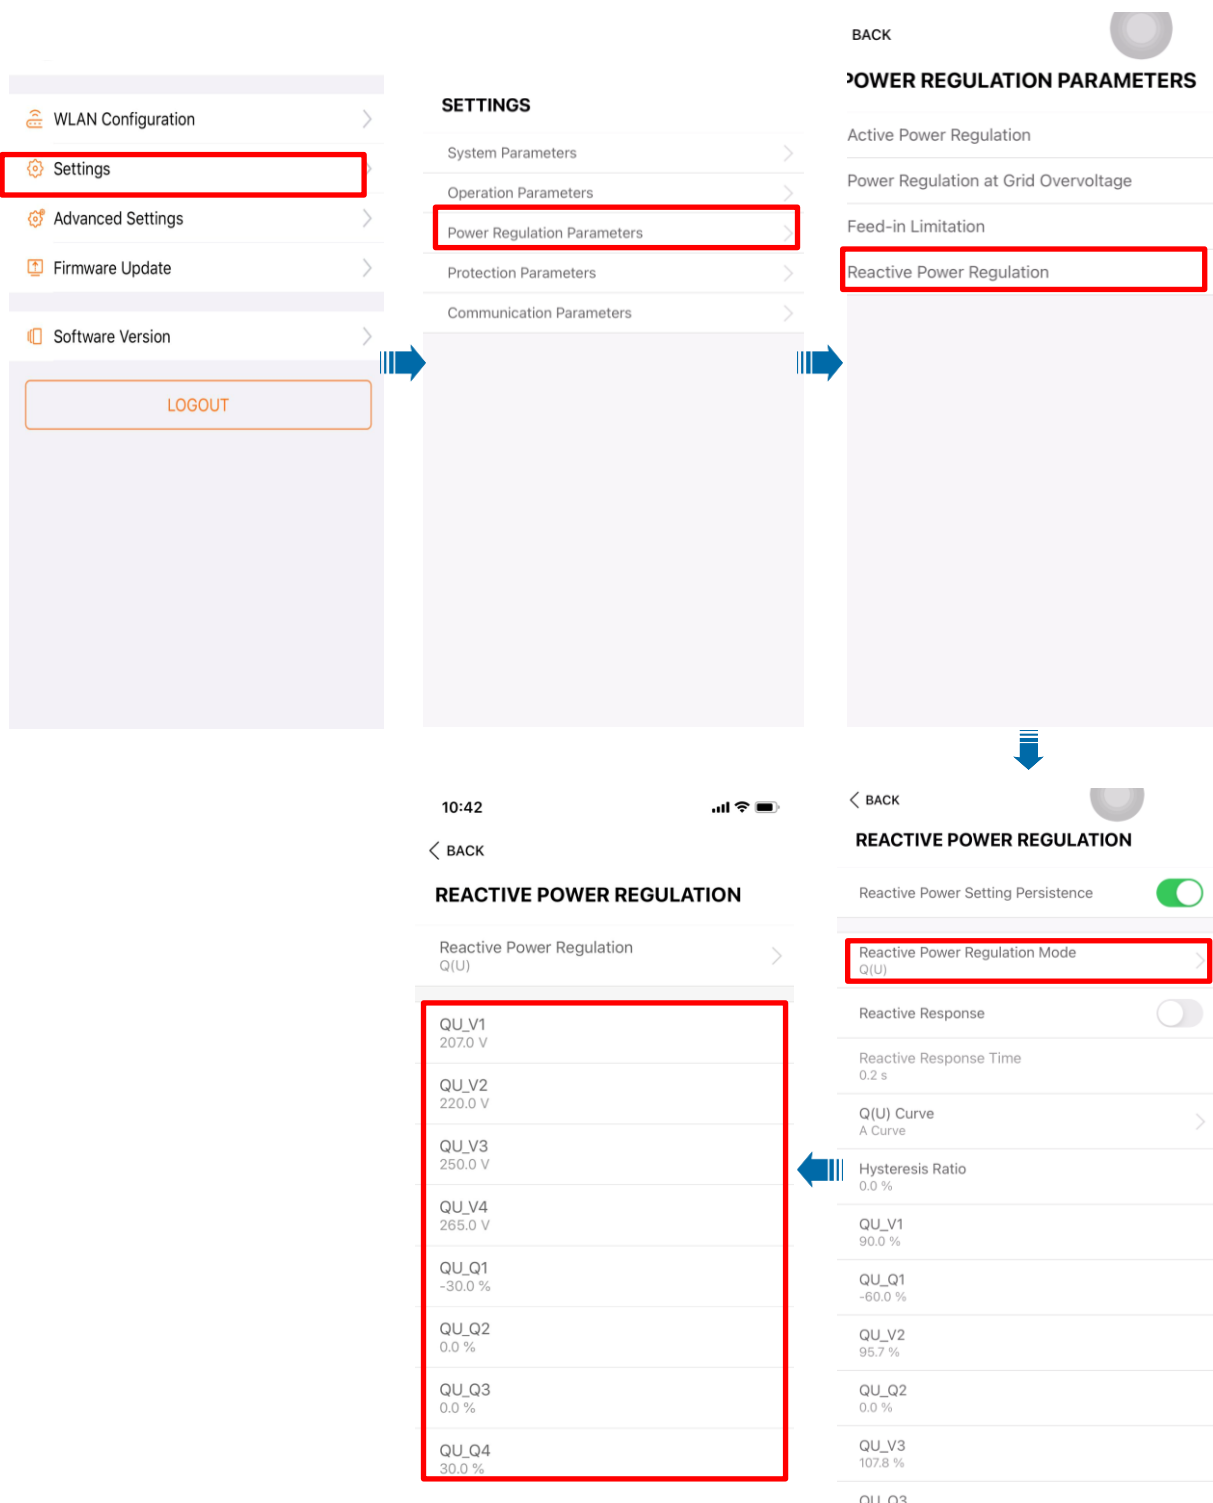 WLAN Configuration
Settings
Advanced Settings
Firmware Update
Software Version
LOGOUT
SETTINGS
System Parameters
Operation Parameters
Power Regulation Parameters
Protection Parameters
Communication Parameters
BACK
POWER REGULATION PARAMETERS
Active Power Regulation
Power Regulation at Grid Overvoltage
Feed-in Limitation
Reactive Power Regulation
BACK
REACTIVE POWER REGULATION
Reactive Power Setting Persistence
Reactive Power Regulation Mode
Q(U)
Reactive Response
Reactive Response Time
0.2 s
Q(U) Curve
A Curve
Hysteresis Ratio
0.0 %
QU_V1
90.0 %
QU_Q1
-60.0 %
QU_V2
95.7 %
QU_Q2
0.0 %
QU_V3
107.8 %
QU_Q3
10:42
BACK
REACTIVE POWER REGULATION
Reactive Power Regulation
Q(U)
QU_V1
207.0 V
QU_V2
220.0 V
QU_V3
250.0 V
QU_V4
265.0 V
QU_Q1
-30.0 %
QU_Q2
0.0 %
QU_Q3
0.0 %
QU_Q4
30.0 %